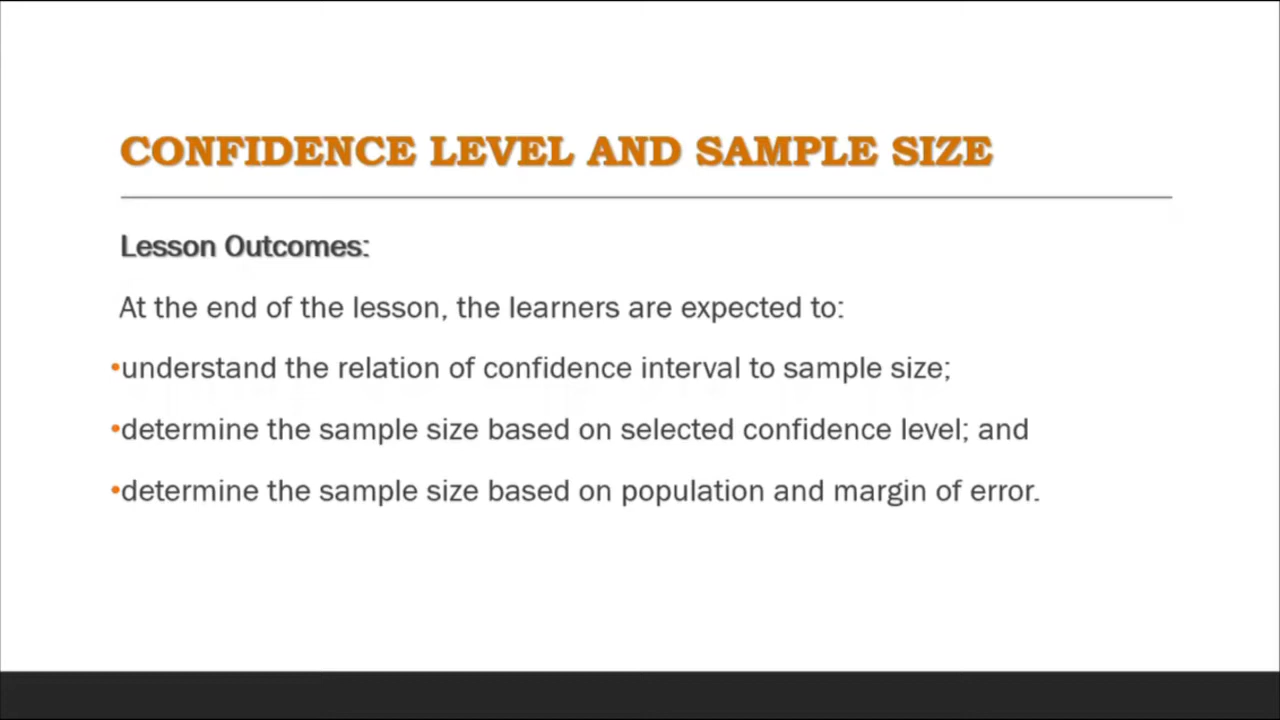 CONFIDENCE LEVEL AND SAMPLE SIZE
Lesson Outcomes:
At the end of the lesson, the learners are expected to:
•understand the relation of confidence interval to sample size;
•determine the sample size based on selected confidence level; and
•determine the sample size based on population and margin of error.